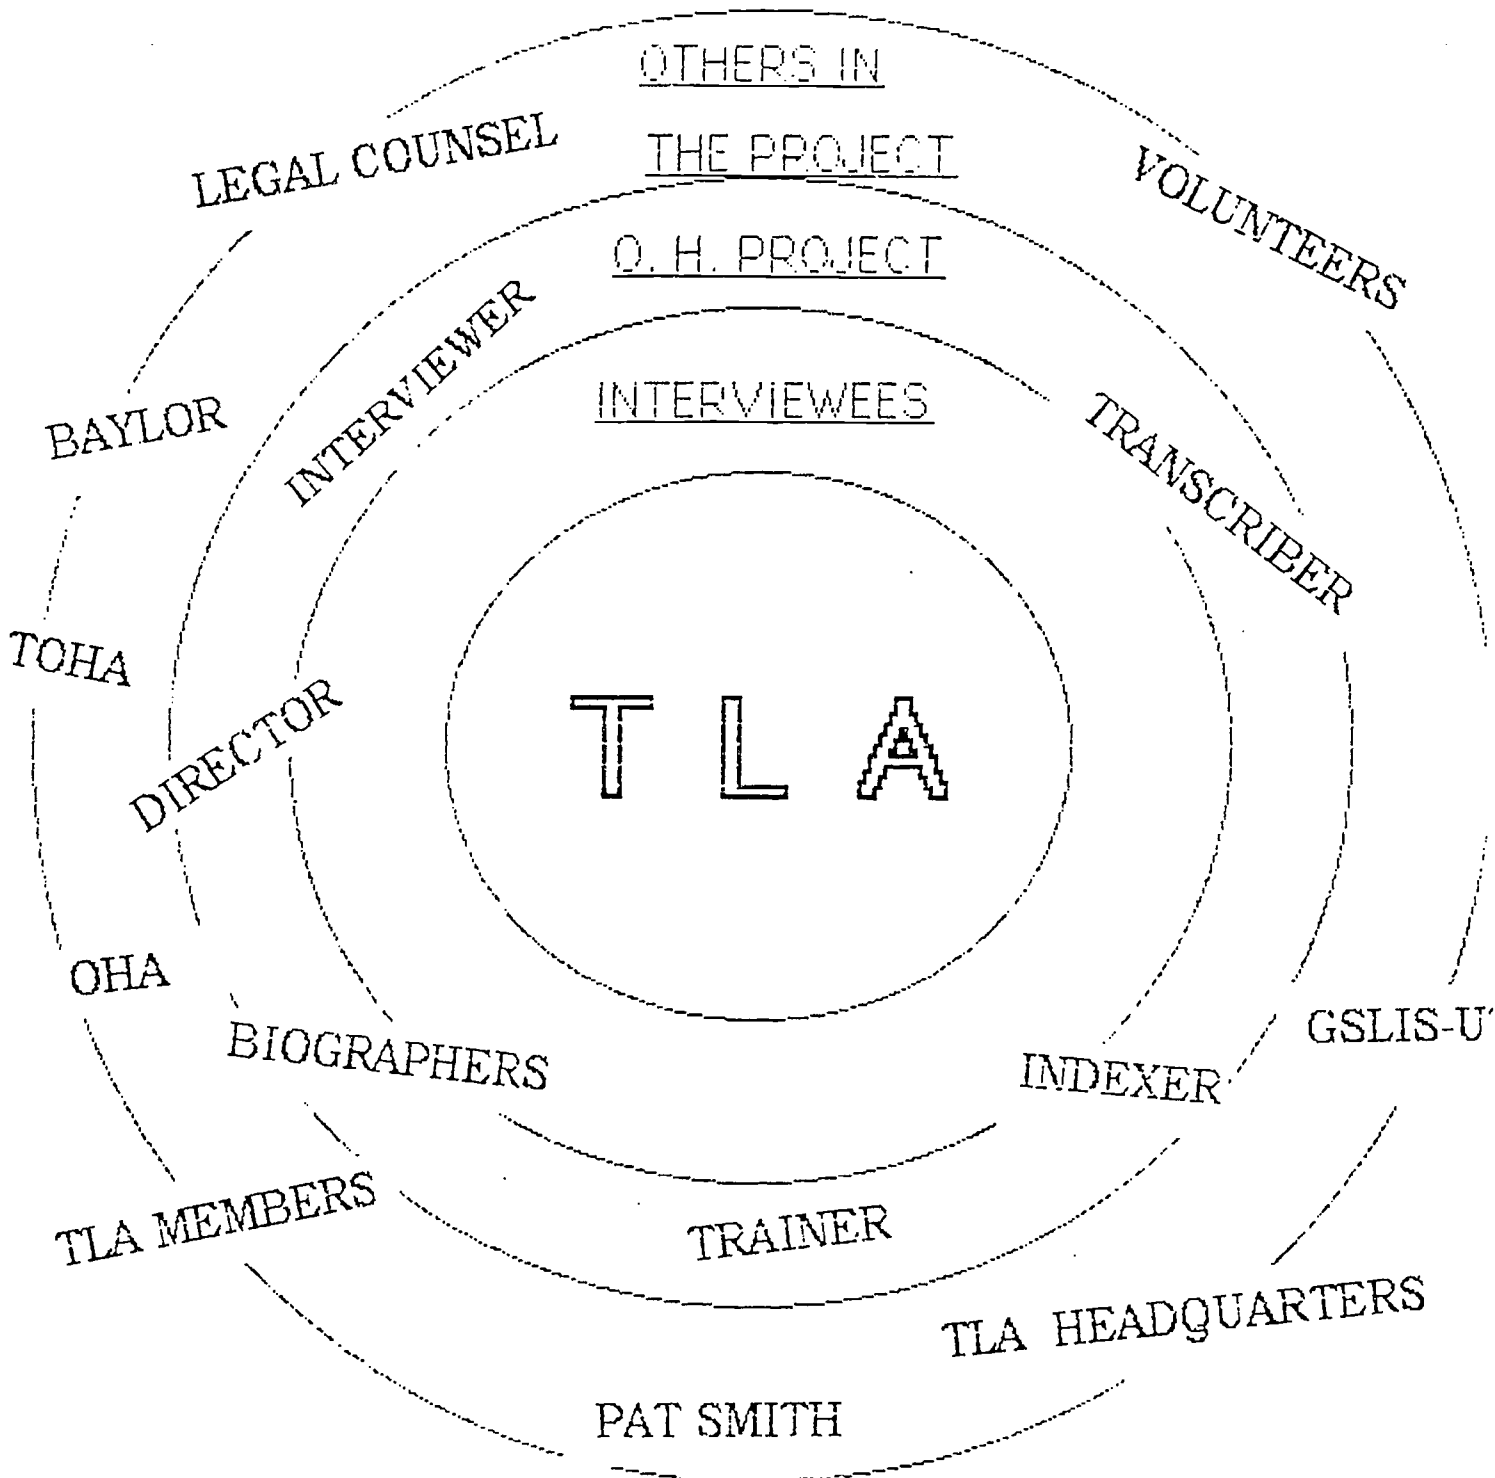 OTHERS IN
THE PROJECT
LEGAL COUNSEL
VOLUNTEERS
O. H. PROJECT
INTERVIEWER
INTERVIEWEES
BAYLOR
TRANSCRIBER
TOHA
DIRECTOR
T L A
OHA
BIOGRAPHERS
GSLIS-U
INDEXER
TLA MEMBERS
TRAINER
TLA HEADQUARTERS
PAT SMITH